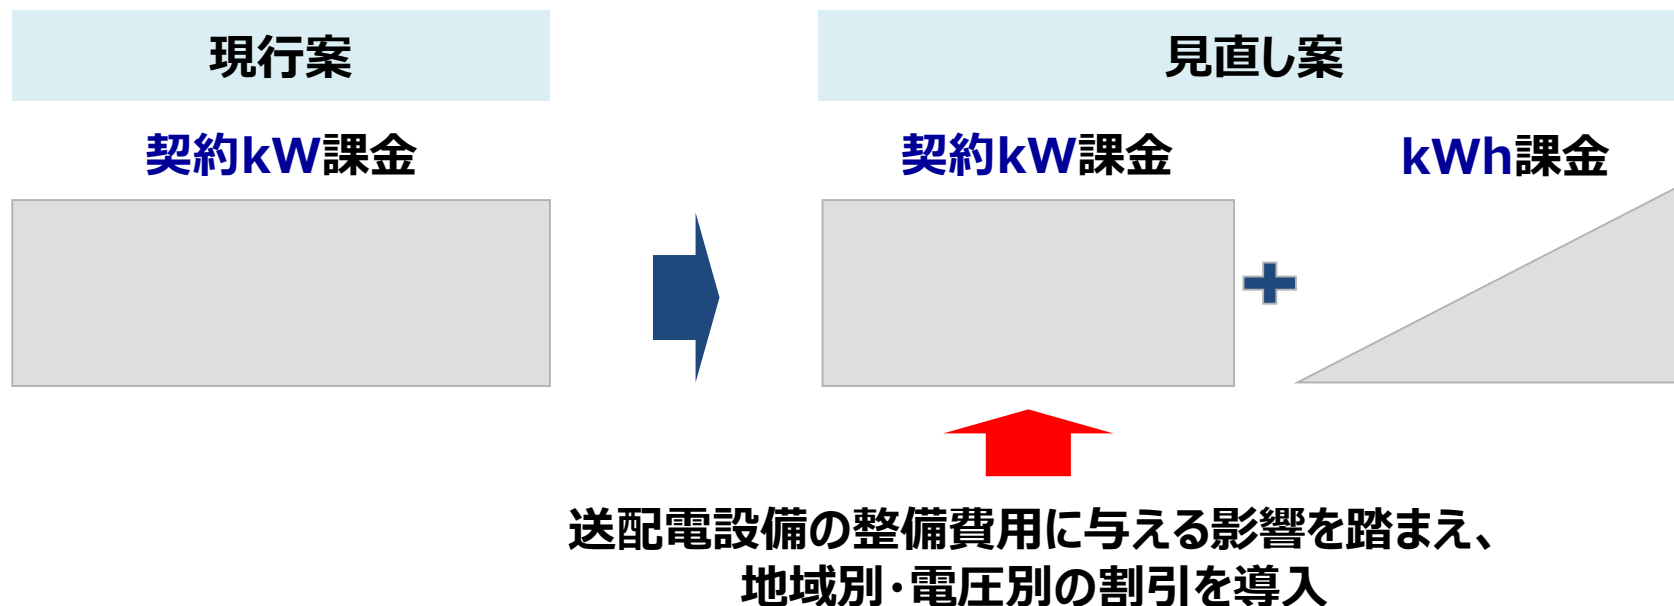 現行案
見直し案
契約kW課金
契約kW課金
kWh課金
送配電設備の整備費用に与える影響を踏まえ、
地域別・電圧別の割引を導入